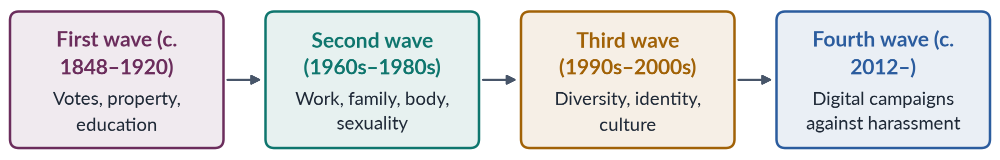 First wave (c.
1848–1920)
Votes, property,
education
Second wave
(1960s–1980s)
Work, family, body,
sexuality
Third wave
(1990s–2000s)
Diversity, identity,
culture
Fourth wave (c.
2012–)
Digital campaigns
against harassment